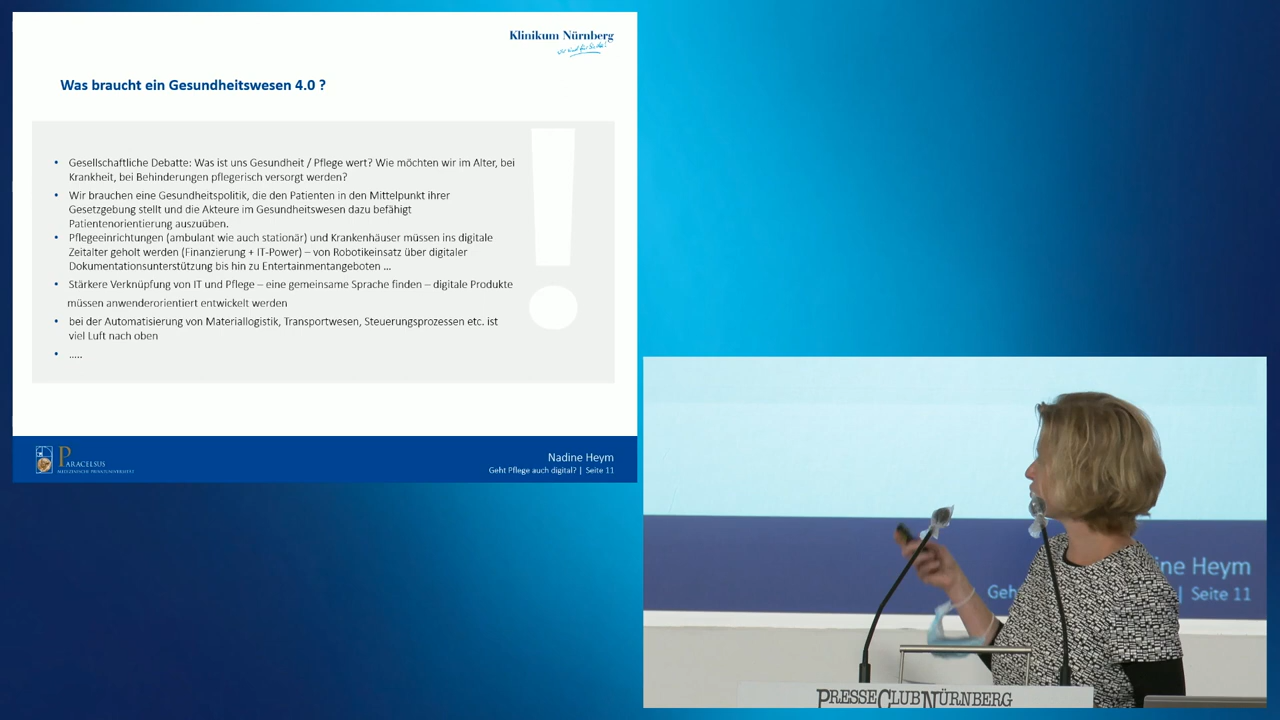 Klinikum Nürnberg
Was braucht ein Gesundheitswesen 4.0 ?
• Gesellschaftliche Debatte: Was ist uns Gesundheit / Pflege wert? Wie möchten wir im Alter, bei
Krankheit, bei Behinderungen pflegerisch versorgt werden?
• Wir brauchen eine Gesundheitspolitik, die den Patienten in den Mittelpunkt ihrer
Gesetzgebung stellt und die Akteure im Gesundheitswesen dazu befähigt
Patientenorientierung auszuüben.
• Pflegeeinrichtungen (ambulant wie auch stationär) und Krankenhäuser müssen ins digitale
Zeitalter geholt werden (Finanzierung + IT-Power) – von Robotikeinsatz über digitaler
Dokumentationsunterstützung bis hin zu Entertainmentangeboten ...
• Stärkere Verknüpfung von IT und Pflege – eine gemeinsame Sprache finden – digitale Produkte
müssen anwenderorientiert entwickelt werden
• bei der Automatisierung von Materiallogistik, Transportwesen, Steuerungsprozessen etc. ist
viel Luft nach oben
• .....
!
PARACELSUS
MEDIZINISCHE PRIVATUNIVERSITÄT
Nadine Heym
Geht Pflege auch digital? | Seite 11
ine Heym
Geh | Seite 11
PRESSECLUBNÜRNBERG